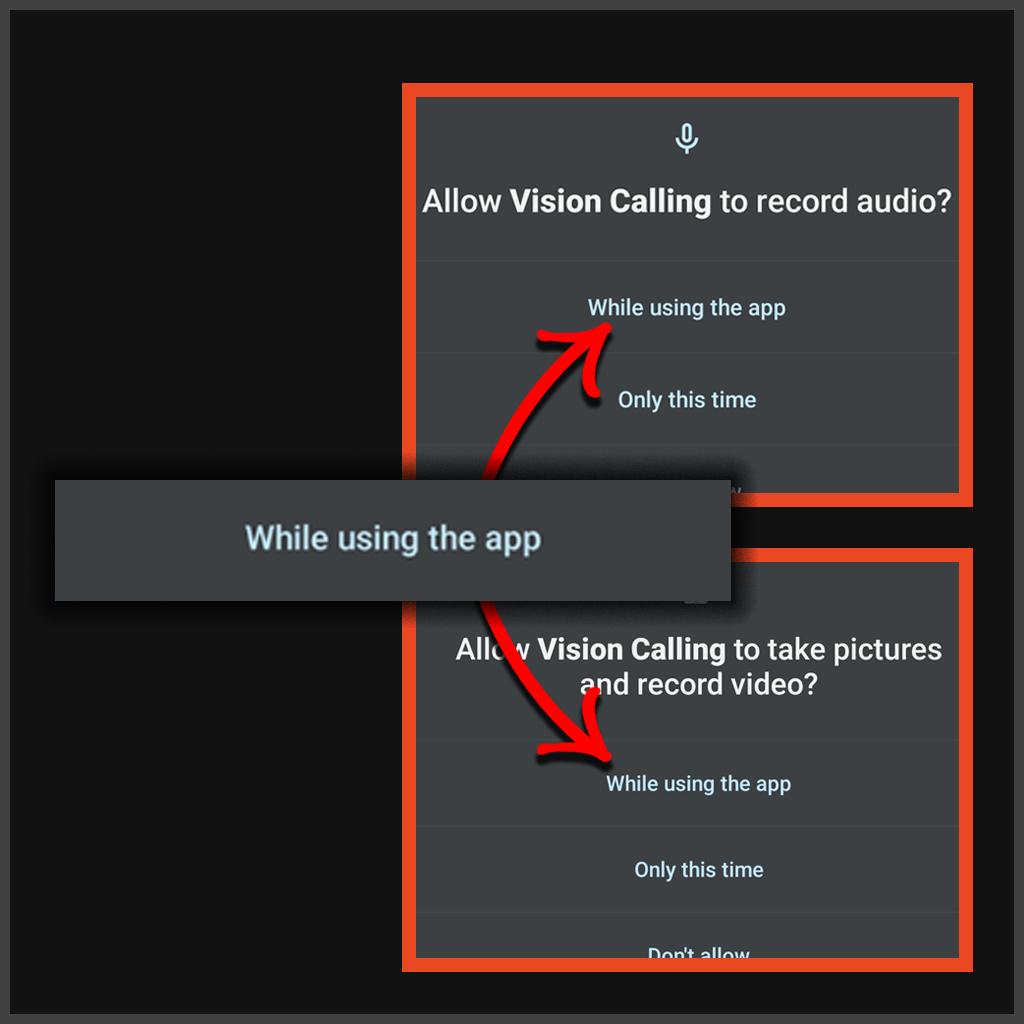 Allow Vision Calling to record audio?
While using the app
Only this time
While using the app
Allow Vision Calling to take pictures
and record video?
While using the app
Only this time
Don't allow